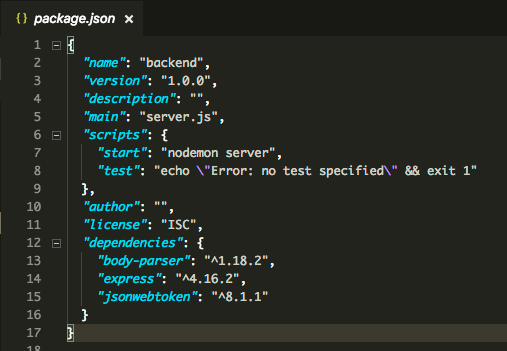 {} package.json ×
1 {
2 "name": "backend",
3 "version": "1.0.0",
4 "description": "",
5 "main": "server.js",
6 "scripts": {
7 "start": "nodemon server",
8 "test": "echo \"Error: no test specified\" && exit 1"
9 },
10 "author": "",
11 "license": "ISC",
12 "dependencies": {
13 "body-parser": "^1.18.2",
14 "express": "^4.16.2",
15 "jsonwebtoken": "^8.1.1"
16 }
17 }
18